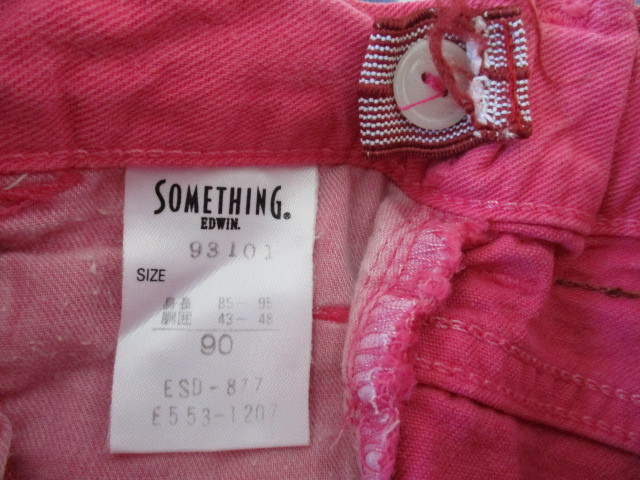 SOMETHING®
EDWIN.
93101
SIZE
身長 85-95
胴囲 43-48
90
ESD-877
E553-1207